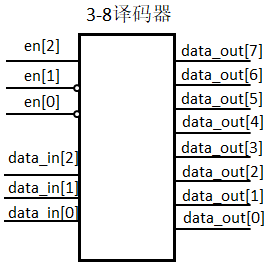 3-8译码器
en[2]
en[1]
en[0]
data_in[2]
data_in[1]
data_in[0]
data_out[7]
data_out[6]
data_out[5]
data_out[4]
data_out[3]
data_out[2]
data_out[1]
data_out[0]